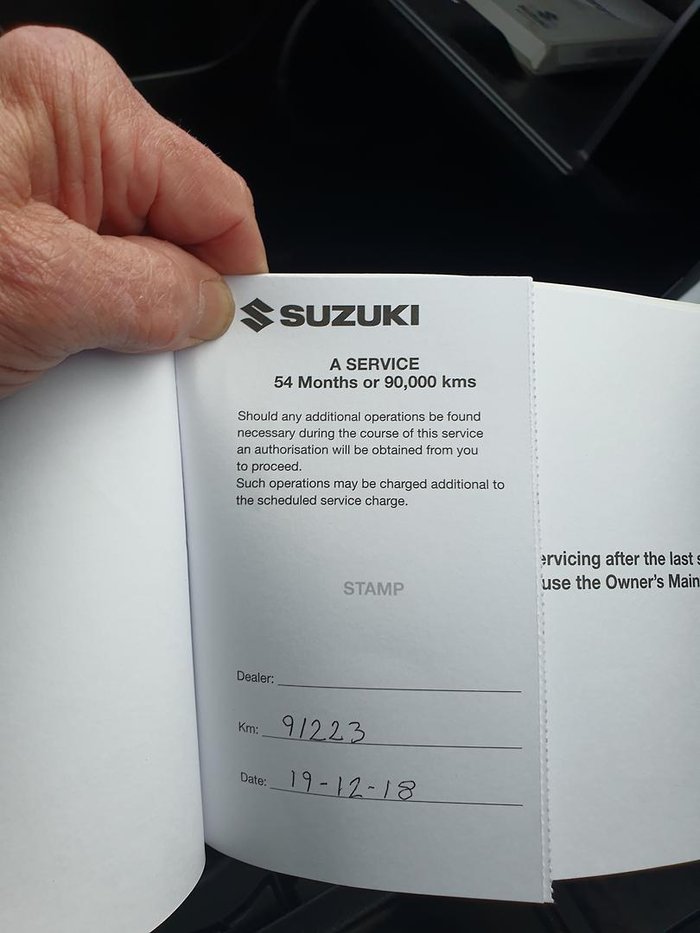 SUZUKI
A SERVICE
54 Months or 90,000 kms
Should any additional operations be found
necessary during the course of this service
an authorisation will be obtained from you
to proceed.
Such operations may be charged additional to
the scheduled service charge.
STAMP
Dealer:
Km: 91223
Date: 19-12-18
ervicing after the last
use the Owner's Main